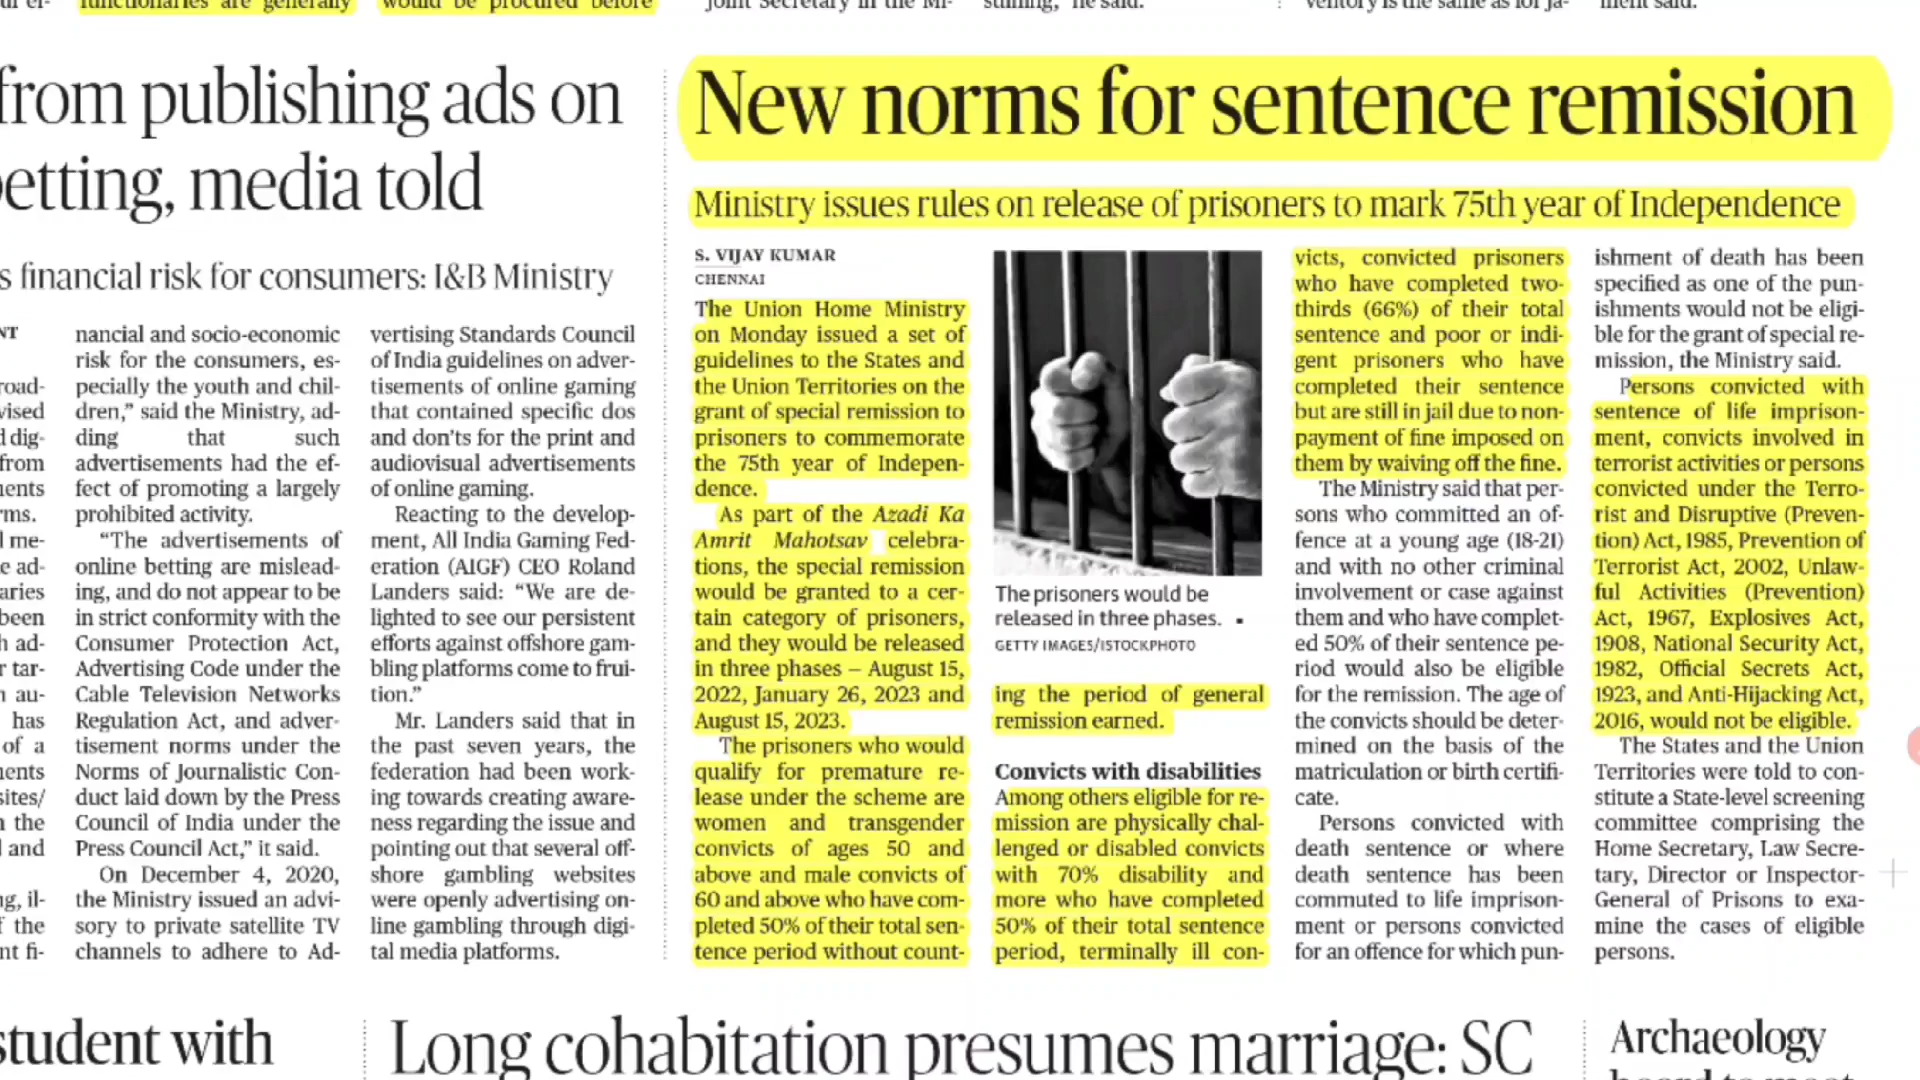 functionaries are generally
would be procured before
Joint Secretary in the Mi-
he said.
ventory is the same as for Ja-
ment said.
from publishing ads on
betting, media told
s financial risk for consumers: I&B Ministry
nancial and socio-economic
risk for the consumers, es-
pecially the youth and chil-
dren,” said the Ministry, ad-
ding that such
advertisements had the ef-
fect of promoting a largely
prohibited activity.
“The advertisements of
online betting are mislead-
ing, and do not appear to be
in strict conformity with the
Consumer Protection Act,
Advertising Code under the
Cable Television Networks
Regulation Act, and adver-
tisement norms under the
Norms of Journalistic Con-
duct laid down by the Press
Council of India under the
Press Council Act,” it said.
On December 4, 2020,
the Ministry issued an advi-
sory to private satellite TV
channels to adhere to Ad-
vertising Standards Council
of India guidelines on adver-
tisements of online gaming
that contained specific dos
and don’ts for the print and
audiovisual advertisements
of online gaming.
Reacting to the develop-
ment, All India Gaming Fed-
eration (AIGF) CEO Roland
Landers said: “We are de-
lighted to see our persistent
efforts against offshore gam-
bling platforms come to frui-
tion.”
Mr. Landers said that in
the past seven years, the
federation had been work-
ing towards creating aware-
ness regarding the issue and
pointing out that several off-
shore gambling websites
were openly advertising on-
line gambling through digi-
tal media platforms.
New norms for sentence remission
Ministry issues rules on release of prisoners to mark 75th year of Independence
S. VIJAY KUMAR
CHENNAI
The Union Home Ministry
on Monday issued a set of
guidelines to the States and
the Union Territories on the
grant of special remission to
prisoners to commemorate
the 75th year of Indepen-
dence.
As part of the Azadi Ka
Amrit Mahotsav celebra-
tions, the special remission
would be granted to a cer-
tain category of prisoners,
and they would be released
in three phases – August 15,
2022, January 26, 2023 and
August 15, 2023.
The prisoners who would
qualify for premature re-
lease under the scheme are
women and transgender
convicts of ages 50 and
above and male convicts of
60 and above who have com-
pleted 50% of their total sen-
tence period without count-
The prisoners would be
released in three phases. ▪
GETTY IMAGES/ISTOCKPHOTO
ing the period of general
remission earned.
Convicts with disabilities
Among others eligible for re-
mission are physically chal-
lenged or disabled convicts
with 70% disability and
more who have completed
50% of their total sentence
period, terminally ill con-
victs, convicted prisoners
who have completed two-
thirds (66%) of their total
sentence and poor or indi-
gent prisoners who have
completed their sentence
but are still in jail due to non-
payment of fine imposed on
them by waiving off the fine.
The Ministry said that per-
sons who committed an of-
fence at a young age (18-21)
and with no other criminal
involvement or case against
them and who have complet-
ed 50% of their sentence pe-
riod would also be eligible
for the remission. The age of
the convicts should be deter-
mined on the basis of the
matriculation or birth certifi-
cate.
Persons convicted with
death sentence or where
death sentence has been
commuted to life imprison-
ment or persons convicted
for an offence for which pun-
ishment of death has been
specified as one of the pun-
ishments would not be eligi-
ble for the grant of special re-
mission, the Ministry said.
Persons convicted with
sentence of life imprison-
ment, convicts involved in
terrorist activities or persons
convicted under the Terro-
rist and Disruptive (Preven-
tion) Act, 1985, Prevention of
Terrorist Act, 2002, Unlaw-
ful Activities (Prevention)
Act, 1967, Explosives Act,
1908, National Security Act,
1982, Official Secrets Act,
1923, and Anti-Hijacking Act,
2016, would not be eligible.
The States and the Union
Territories were told to con-
stitute a State-level screening
committee comprising the
Home Secretary, Law Secre-
tary, Director or Inspector-
General of Prisons to exa-
mine the cases of eligible
persons.
student with
Long cohabitation presumes marriage: SC
Archaeology